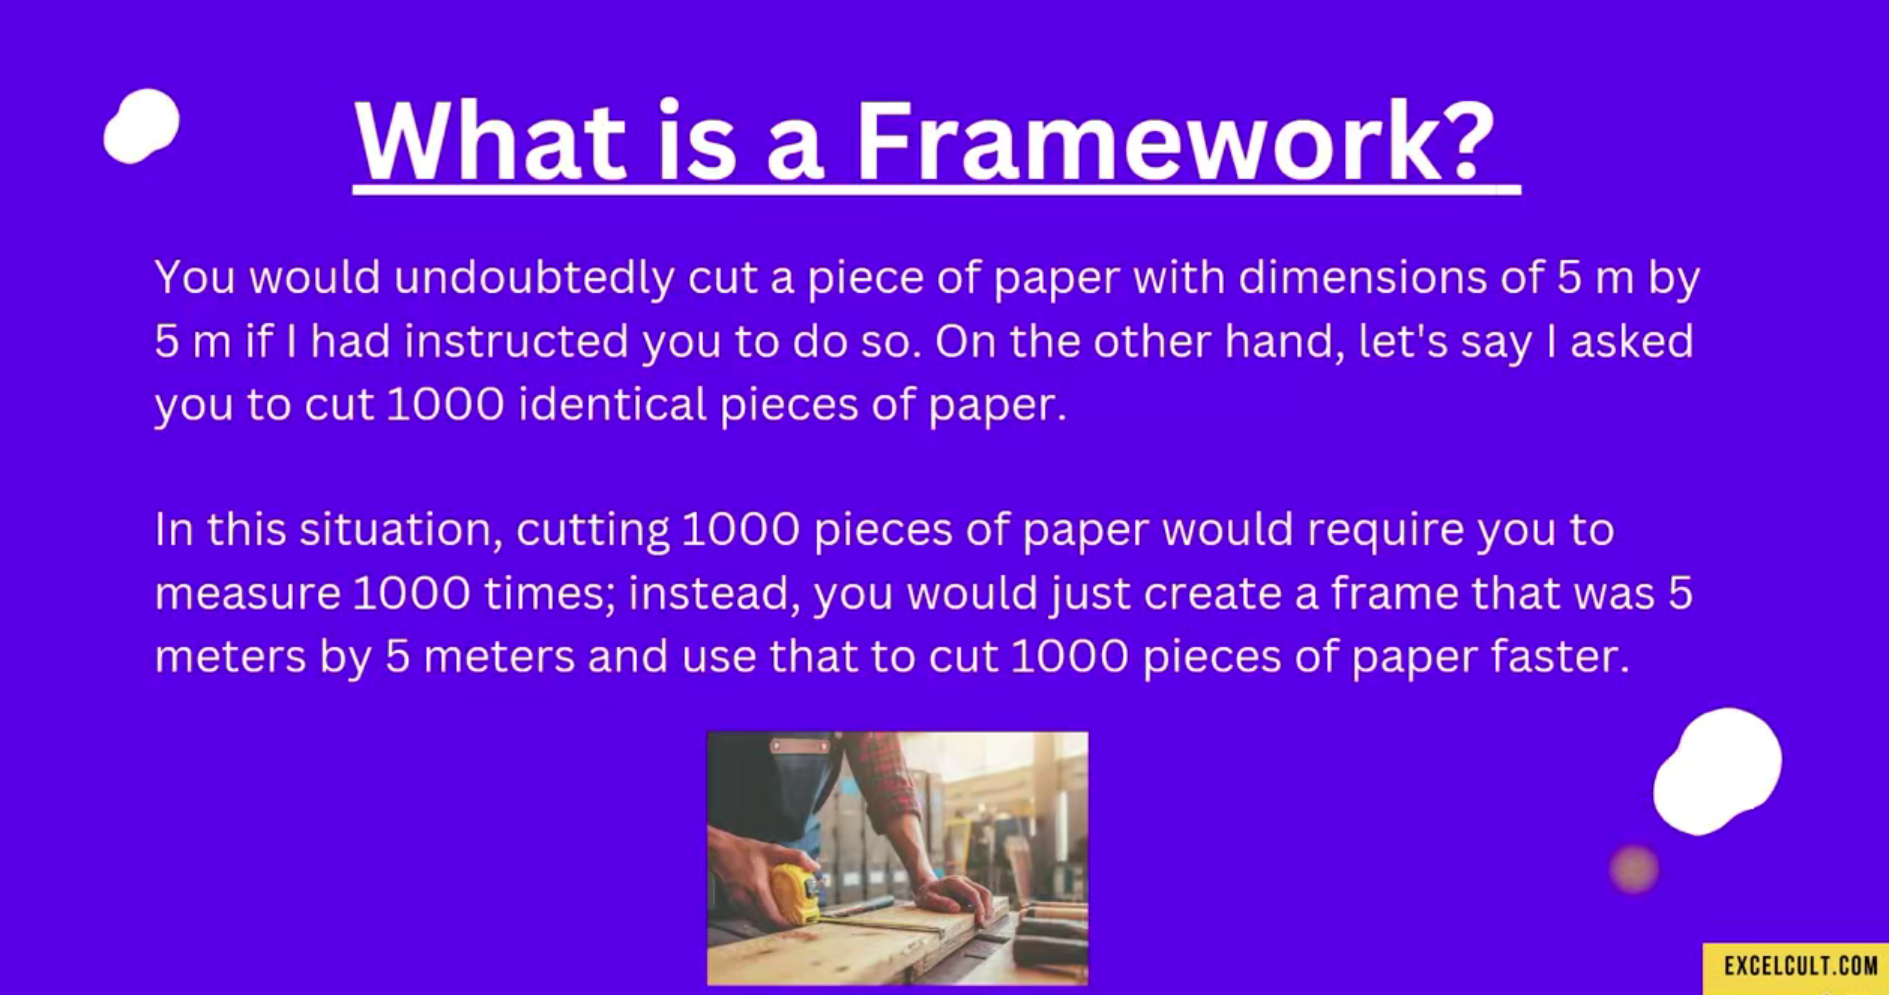 What is a Framework?
You would undoubtedly cut a piece of paper with dimensions of 5 m by
5 m if I had instructed you to do so. On the other hand, let's say I asked
you to cut 1000 identical pieces of paper.
In this situation, cutting 1000 pieces of paper would require you to
measure 1000 times; instead, you would just create a frame that was 5
meters by 5 meters and use that to cut 1000 pieces of paper faster.
EXCELCULT.COM